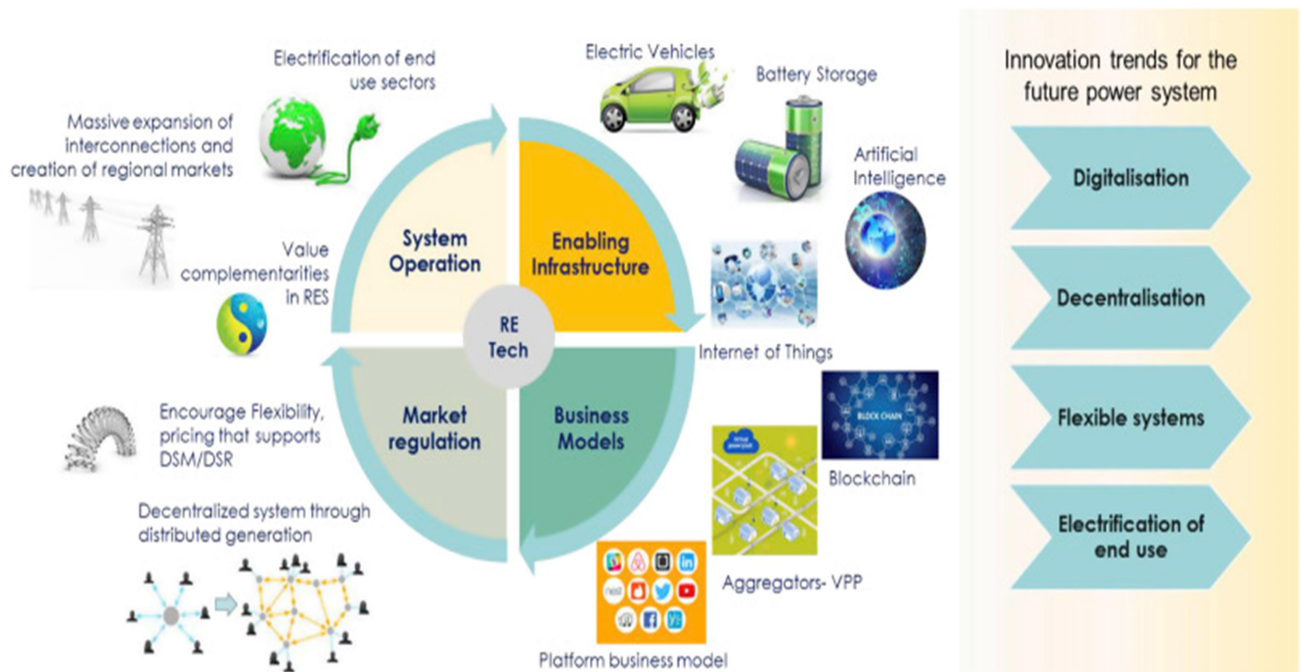 Electrification of end
use sectors
Massive expansion of
interconnections and
creation of regional markets
Value
complementarities
in RES
Encourage Flexibility,
pricing that supports
DSM/DSR
Decentralized system through
distributed generation
System
Operation
Enabling
Infrastructure
RE
Tech
Market
regulation
Business
Models
Electric Vehicles
Battery Storage
Artificial
Intelligence
Internet of Things
BLOCK CHAIN
Blockchain
Aggregators- VPP
nest
in
Platform business model
Innovation trends for the
future power system
Digitalisation
Decentralisation
Flexible systems
Electrification of
end use